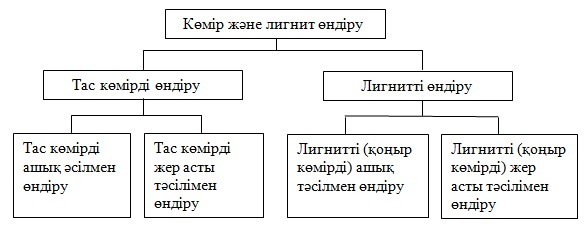 Көмір және лигнит өндіру
Тас көмірді өндіру
Лигнитті өндіру
Тас көмірді
ашық әсілмен
өндіру
Тас көмірді
жер асты
тәсілімен
өндіру
Лигнитті (қоңыр
көмірді) ашық
тәсілмен өндіру
Лигнитті (қоңыр
көмірді) жер
асты тәсілімен
өндіру